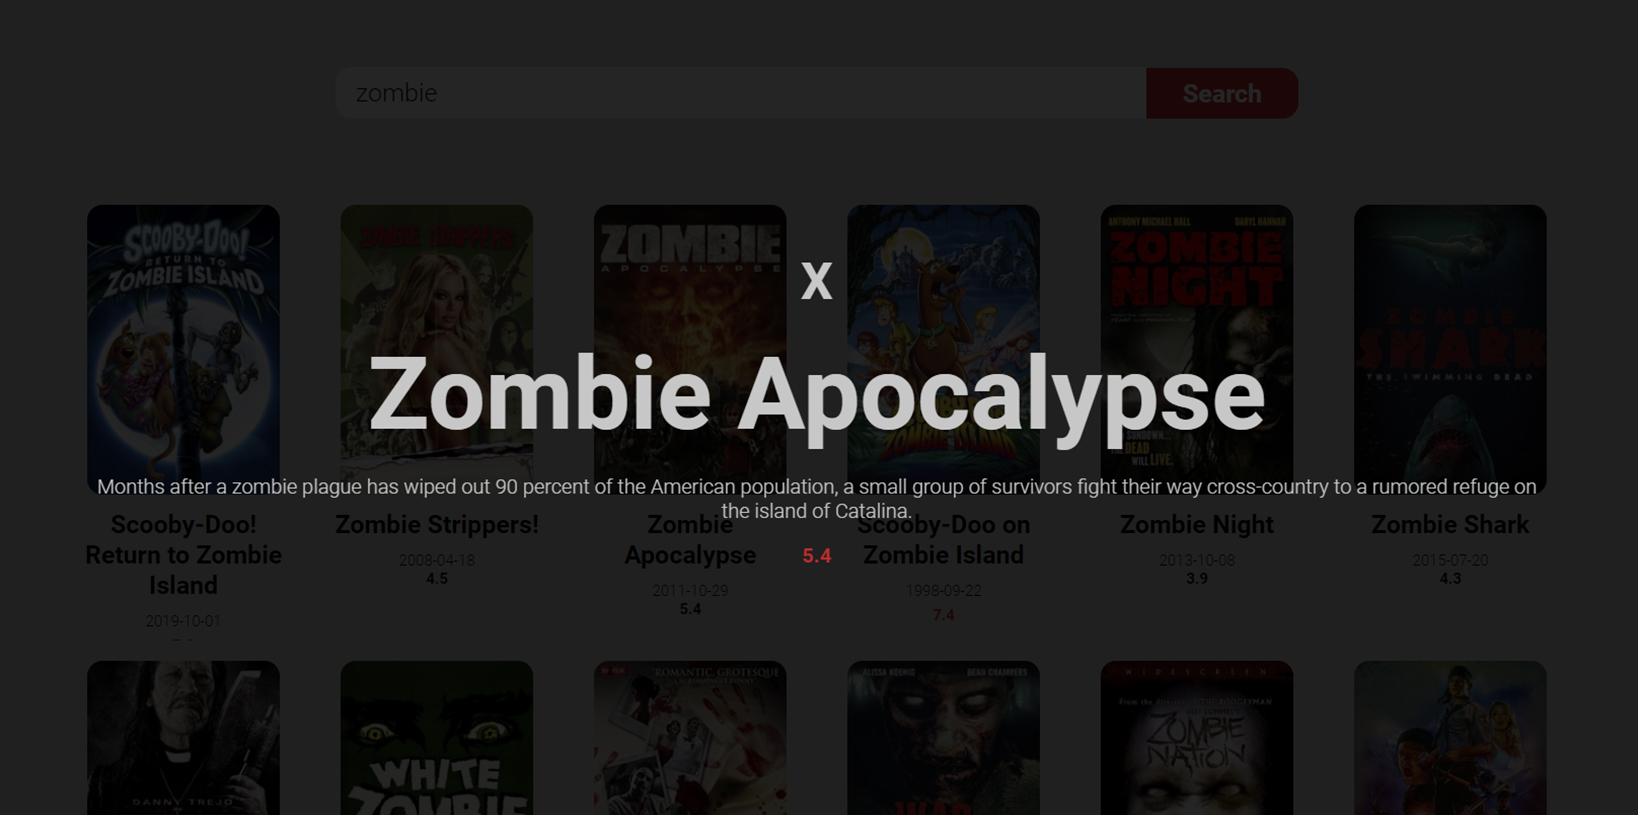 zombie
Search
SCOOBY-DOO!
RETURN TO
ZOMBIE ISLAND
ZOMBIE STRIPPERS!
ZOMBIE
APOCALYPSE
ANTHONY MICHAEL HALL DARYL HANNAH
ZOMBIE
NIGHT
ZOMBIE
SHARK
THE SWIMMING DEAD
X
Zombie Apocalypse
DEAD
WILL LIVE.
Months after a zombie plague has wiped out 90 percent of the American population, a small group of survivors fight their way cross-country to a rumored refuge on
the island of Catalina.
5.4
Scooby-Doo!
Return to Zombie
Island
2019-10-01
Zombie Strippers!
2008-04-18
4.5
Zombie
Apocalypse
2011-10-29
5.4
Scooby-Doo on
Zombie Island
1998-09-22
7.4
Zombie Night
2013-10-08
3.9
Zombie Shark
2015-07-20
4.3
DANNY TREJO
WHITE
ZOMBIE
"ROMANTIC, GROTESQUE
ALISSA KOENIG DEAN CHAMBERS
WAR
WIDESCREEN
ZOMBIE
NATION